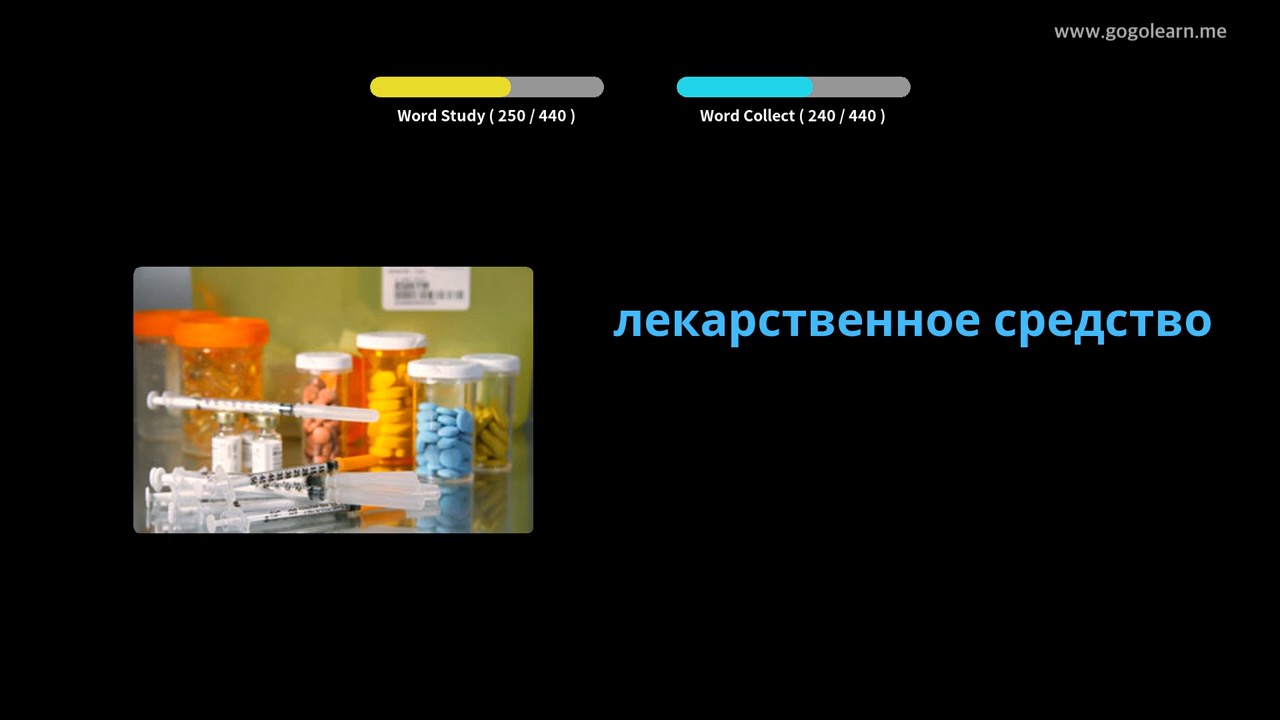 www.gogolearn.me
Word Study ( 250 / 440 )
Word Collect ( 240 / 440 )
лекарственное средство